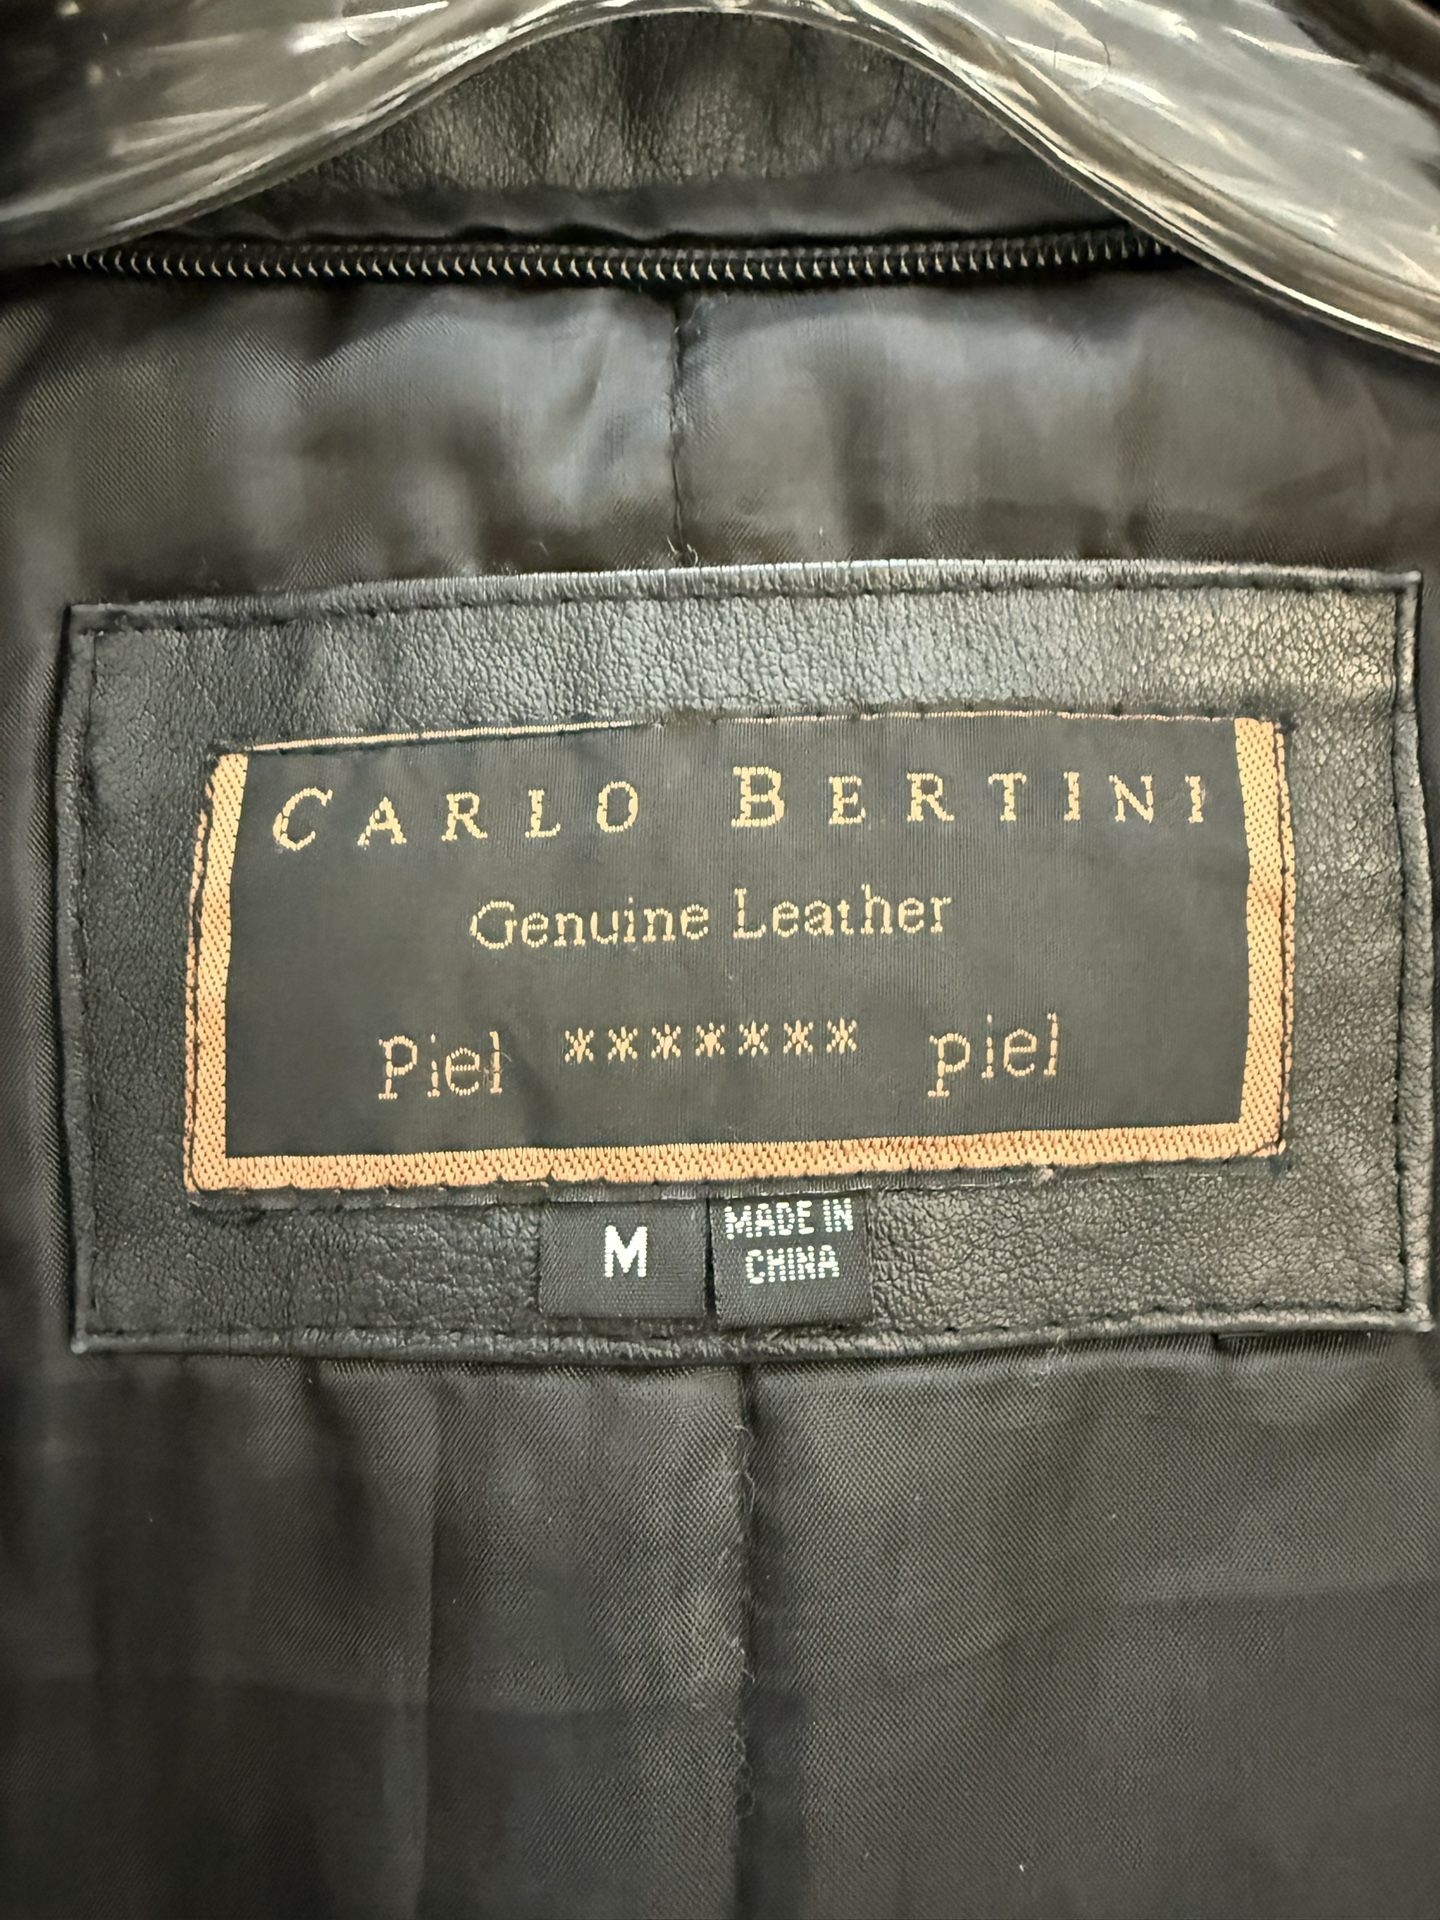 CARLO BERTINI
Genuine Leather
Piel ******* piel
M
MADE IN
CHINA